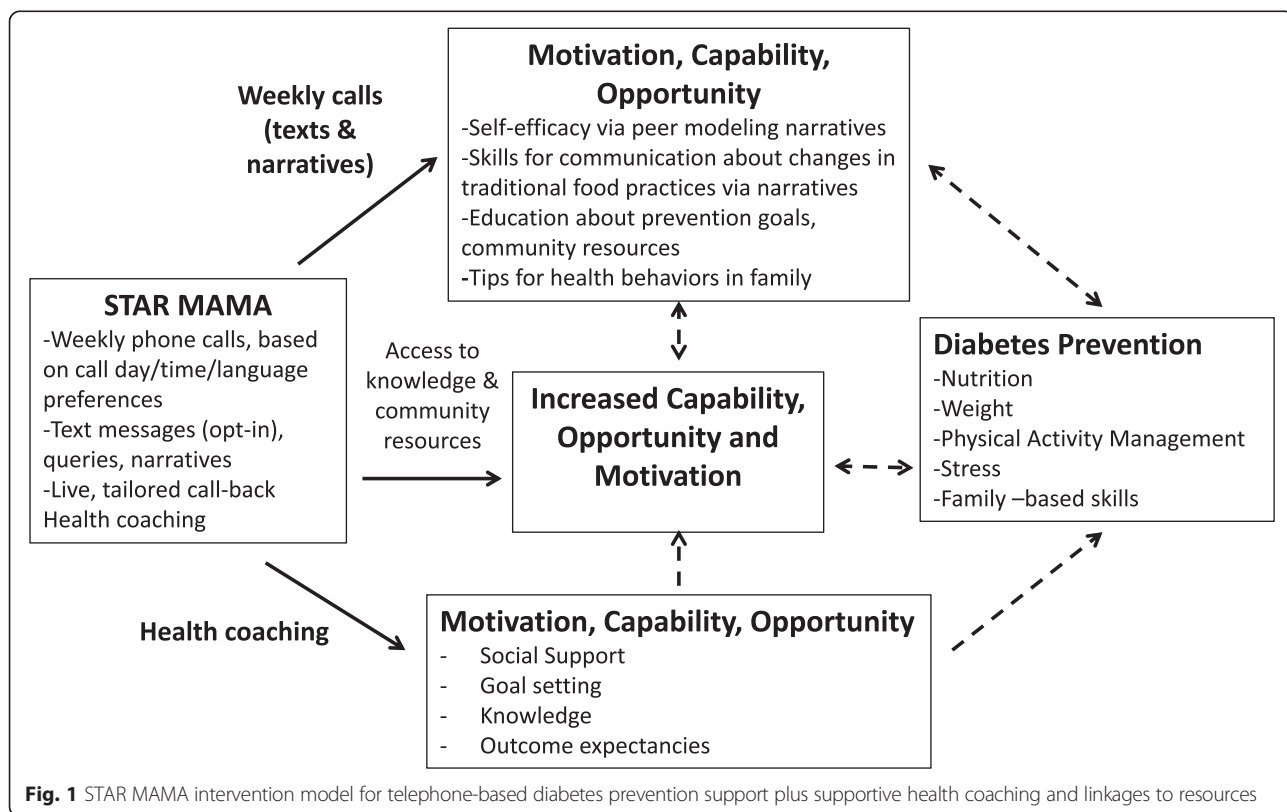 Weekly calls
(texts &
narratives)
Motivation, Capability,
Opportunity
-Self-efficacy via peer modeling narratives
-Skills for communication about changes in
traditional food practices via narratives
-Education about prevention goals,
community resources
-Tips for health behaviors in family
STAR MAMA
-Weekly phone calls, based
on call day/time/language
preferences
-Text messages (opt-in),
queries, narratives
-Live, tailored call-back
Health coaching
Access to
knowledge &
community
resources
Increased Capability,
Opportunity and
Motivation
Diabetes Prevention
-Nutrition
-Weight
-Physical Activity Management
-Stress
-Family –based skills
Health coaching
Motivation, Capability, Opportunity
- Social Support
- Goal setting
- Knowledge
- Outcome expectancies
Fig. 1 STAR MAMA intervention model for telephone-based diabetes prevention support plus supportive health coaching and linkages to resources